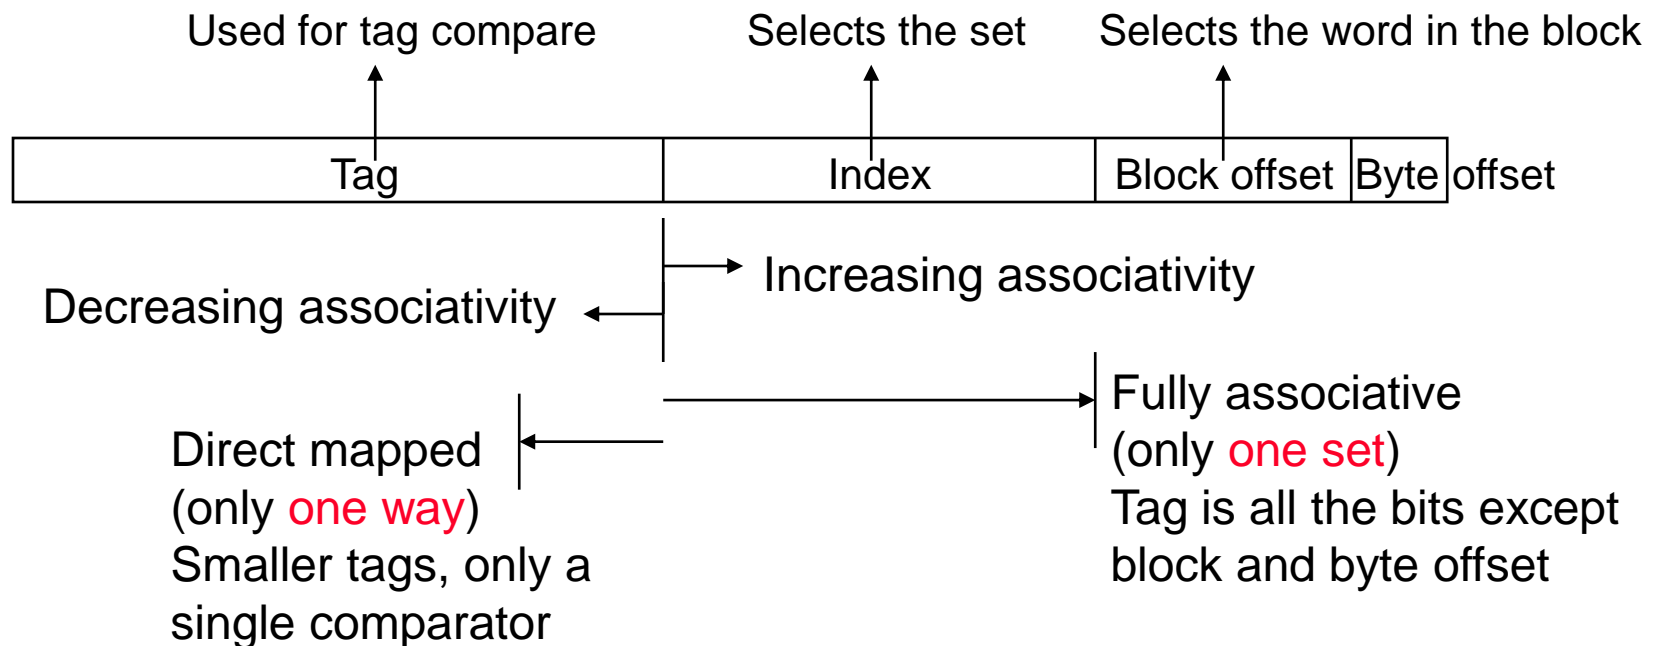 Used for tag compare
Selects the set
Selects the word in the block
Tag
Index
Block offset
Byte offset
Increasing associativity
Decreasing associativity
Fully associative
(only one set)
Tag is all the bits except
block and byte offset
Direct mapped
(only one way)
Smaller tags, only a
single comparator